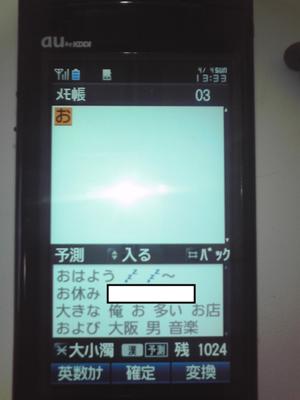 au by KDDI
4/ 4 SUN
13:33
メモ帳 03
お
予測 入る バック
おはよう 💤 💤～
お休み
大きな 俺 お 多い お店
および 大阪 男 音楽
大小濁 漢 予測 残 1024
英数カナ 確定 変換